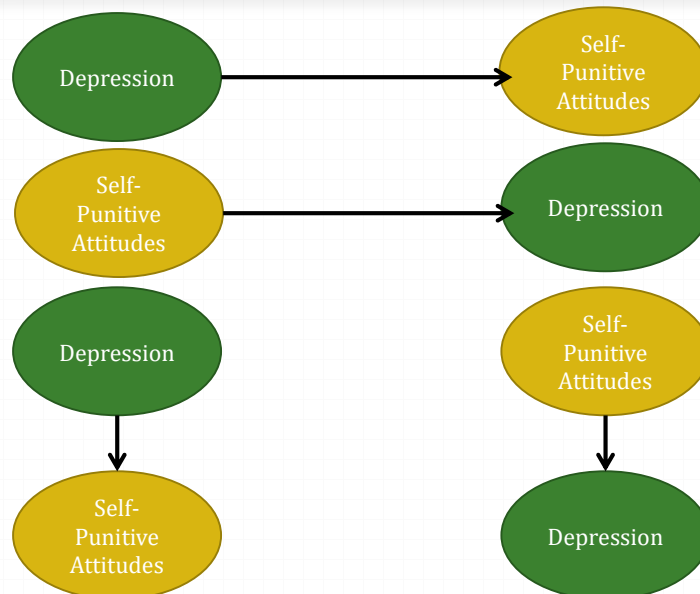 Depression
Self-
Punitive
Attitudes
Self-
Punitive
Attitudes
Depression
Depression
Self-
Punitive
Attitudes
Self-
Punitive
Attitudes
Depression